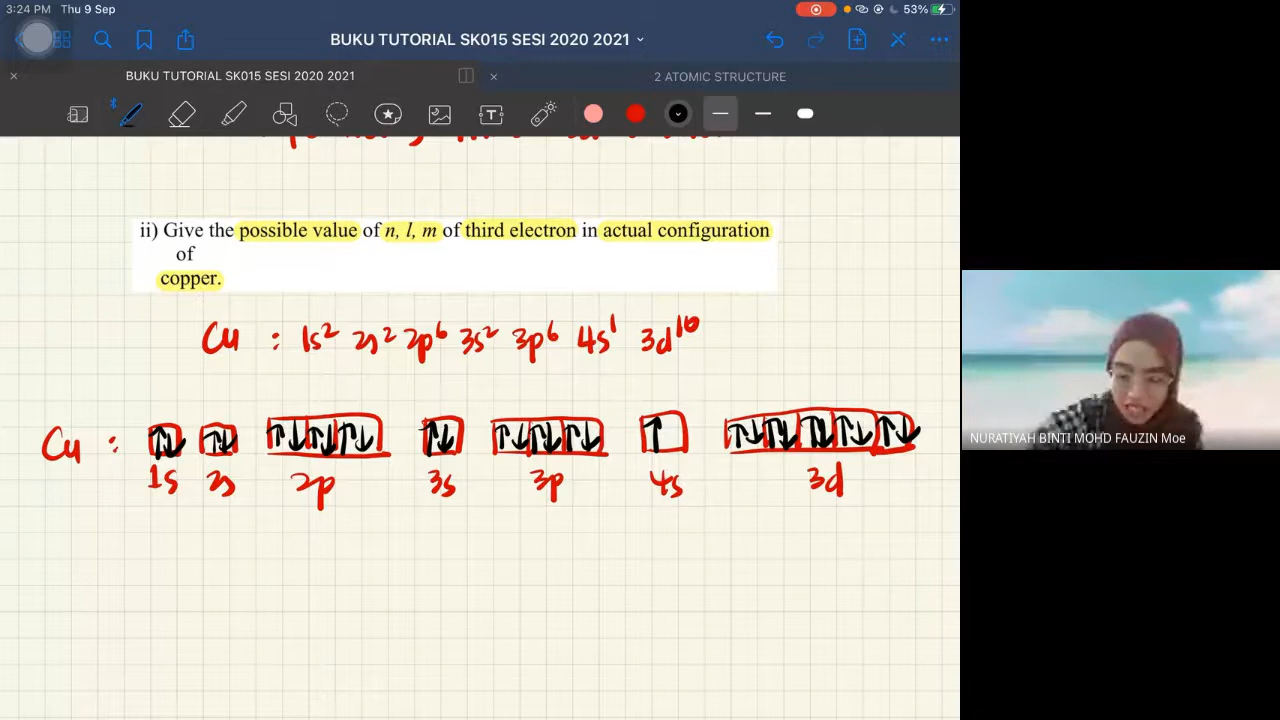 3:24 PM Thu 9 Sep
53%
BUKU TUTORIAL SK015 SESI 2020 2021
BUKU TUTORIAL SK015 SESI 2020 2021
2 ATOMIC STRUCTURE
ii) Give the possible value of n, l, m of third electron in actual configuration
of
copper.
Cu : 1s² 2s² 2p⁶ 3s² 3p⁶ 4s¹ 3d¹⁰
Cu :
1s 2s 2p 3s 3p 4s 3d
NURATIYAH BINTI MOHD FAUZIN Moe